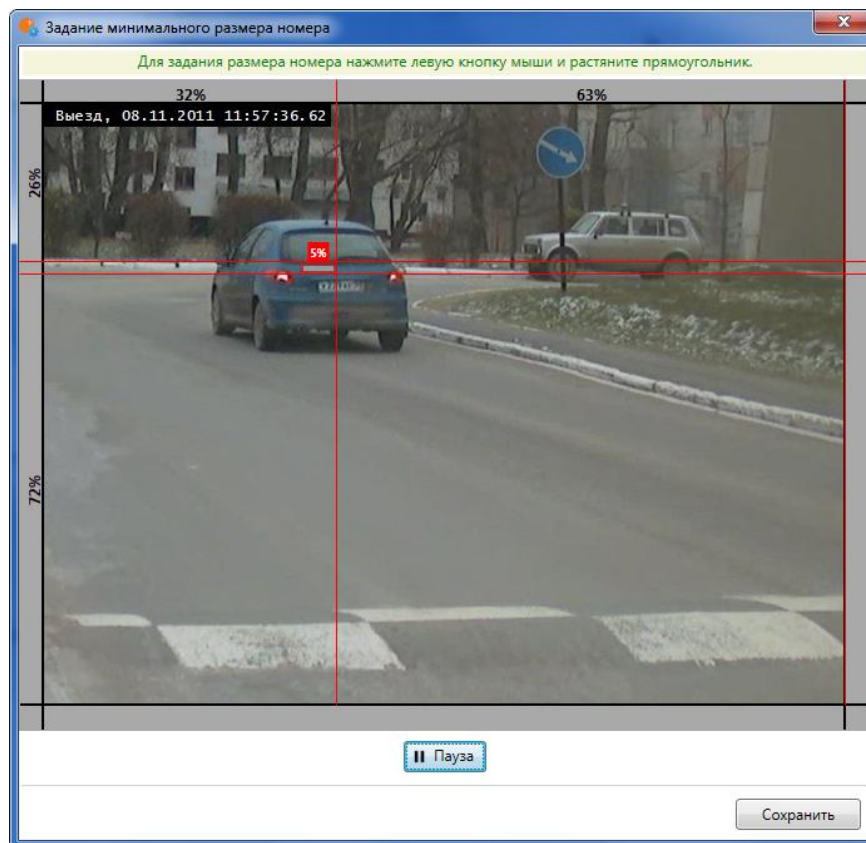 Задание минимального размера номера
Для задания размера номера нажмите левую кнопку мыши и растяните прямоугольник.
32%
63%
Выезд, 08.11.2011 11:57:36.62
26%
5%
72%
Пауза
Сохранить